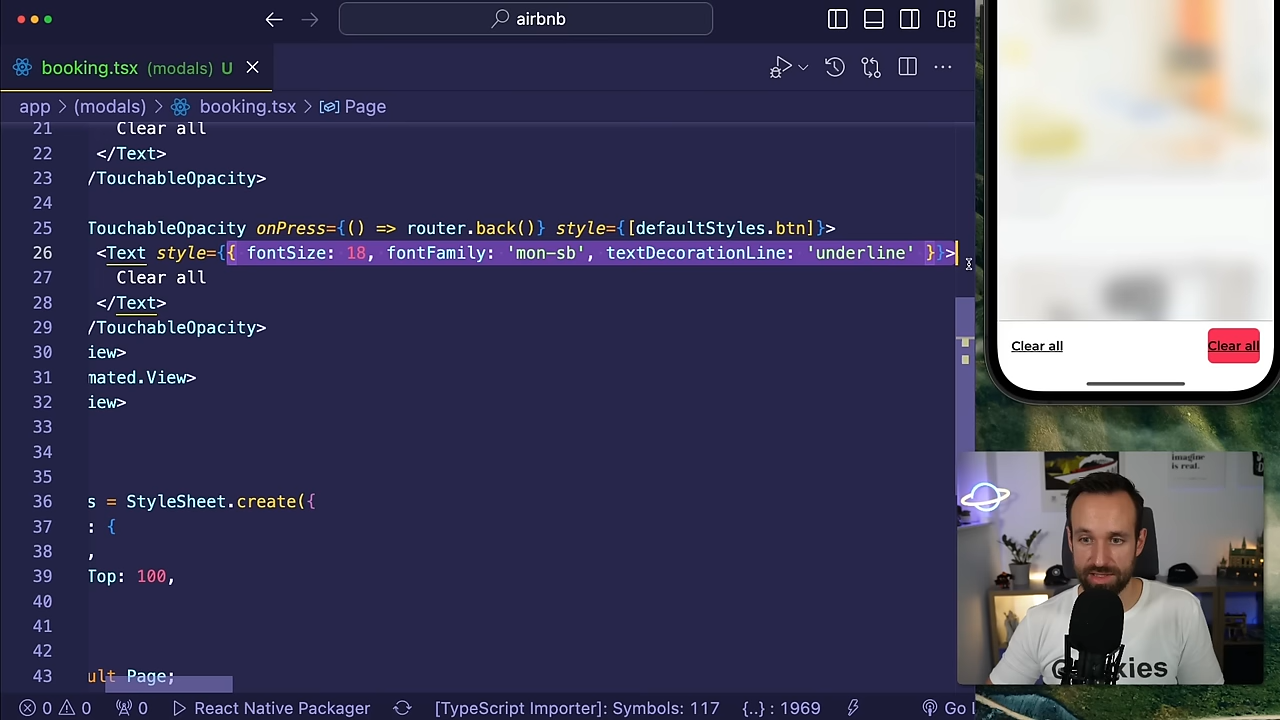 airbnb
booking.tsx (modals) U
app > (modals) > booking.tsx > Page
21 Clear all
22 </Text>
23 /TouchableOpacity>
24
25 TouchableOpacity onPress={() => router.back()} style={[defaultStyles.btn]}>
26 <Text style={{ fontSize: 18, fontFamily: 'mon-sb', textDecorationLine: 'underline' }}>
27 Clear all
28 </Text>
29 /TouchableOpacity>
30 iew>
31 mated.View>
32 iew>
33
34
35
36 s = StyleSheet.create({
37 : {
38 ,
39 Top: 100,
40
41
42
43 ult Page;
Clear all
Clear all
imagine
is real.
0 0 0 React Native Packager [TypeScript Importer]: Symbols: 117 {..} : 1969 Go